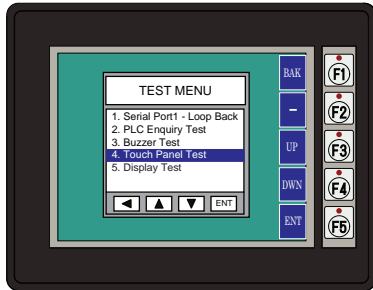 TEST MENU
1. Serial Port1 - Loop Back
2. PLC Enquiry Test
3. Buzzer Test
4. Touch Panel Test
5. Display Test
ENT
BAK
–
UP
DWN
ENT
F1
F2
F3
F4
F5